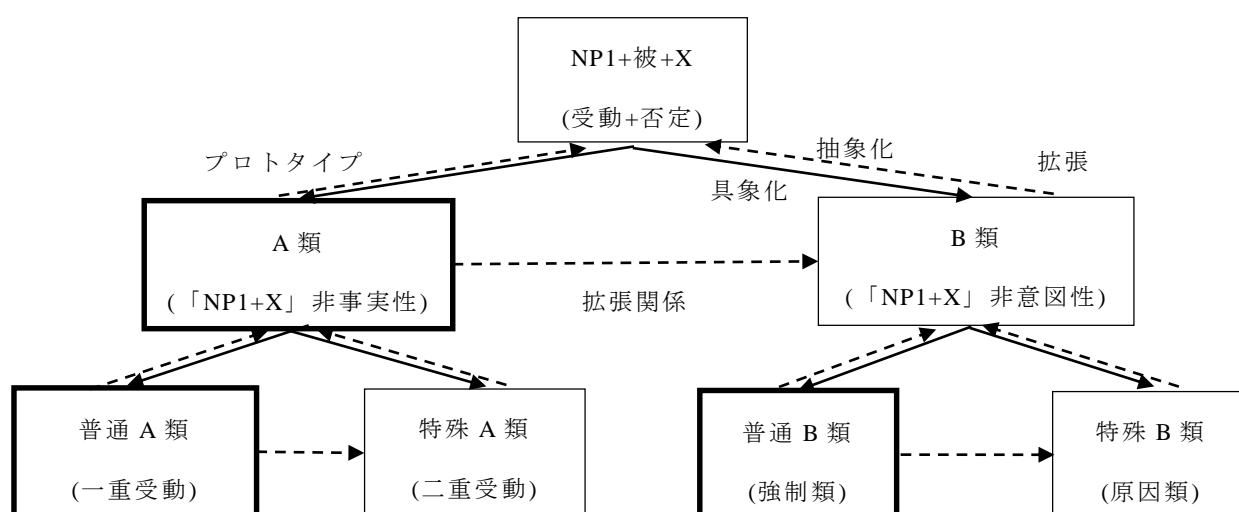 NP1+被+X
(受動+否定)
プロトタイプ
抽象化
拡張
具象化
A 類
(「NP1+X」非事実性)
拡張関係
B 類
(「NP1+X」非意図性)
普通 A 類
(一重受動)
特殊 A 類
(二重受動)
普通 B 類
(強制類)
特殊 B 類
(原因類)